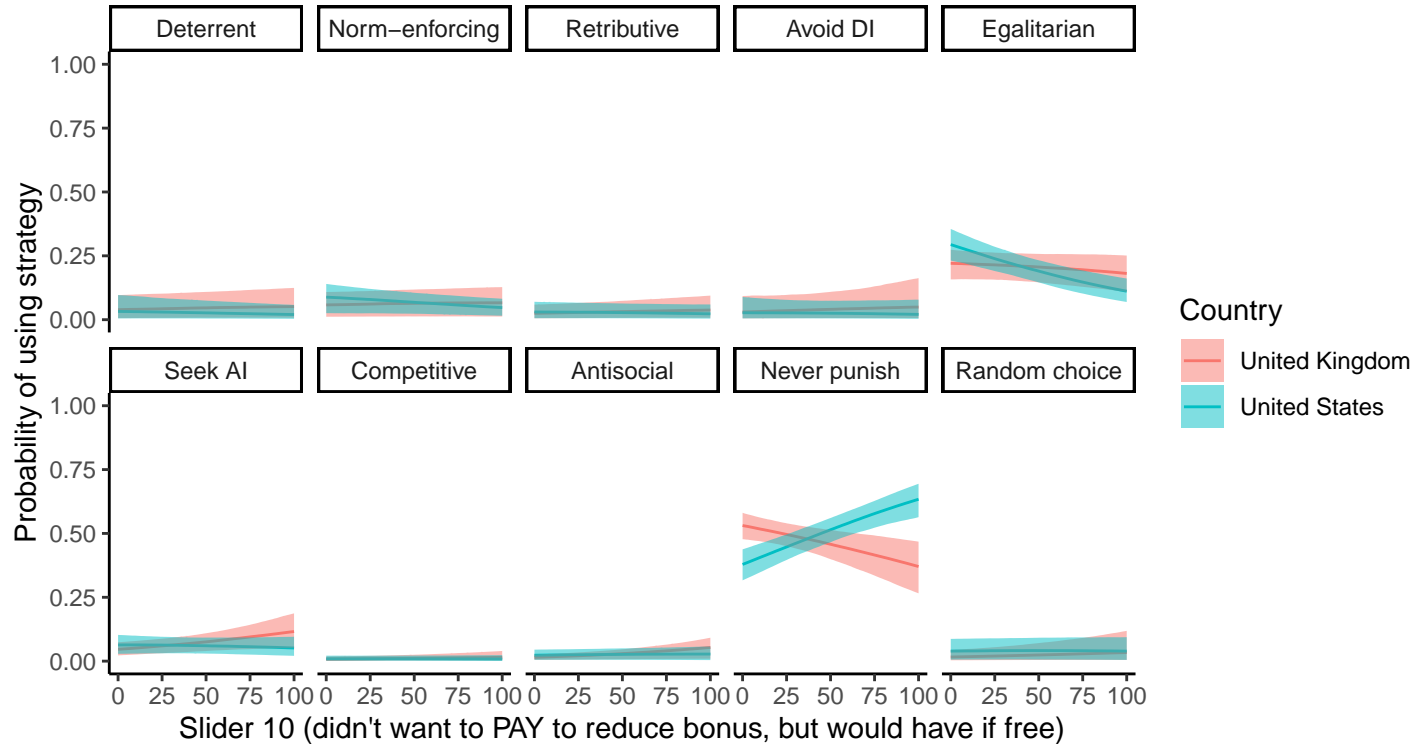 Deterrent Norm−enforcing Retributive Avoid DI Egalitarian
1.00
0.75
0.50
0.25
0.00
Seek AI Competitive Antisocial Never punish Random choice
1.00
0.75
0.50
0.25
0.00
0 25 50 75 100 0 25 50 75 100 0 25 50 75 100 0 25 50 75 100 0 25 50 75 100
Slider 10 (didn't want to PAY to reduce bonus, but would have if free)
Probability of using strategy
Country
United Kingdom
United States